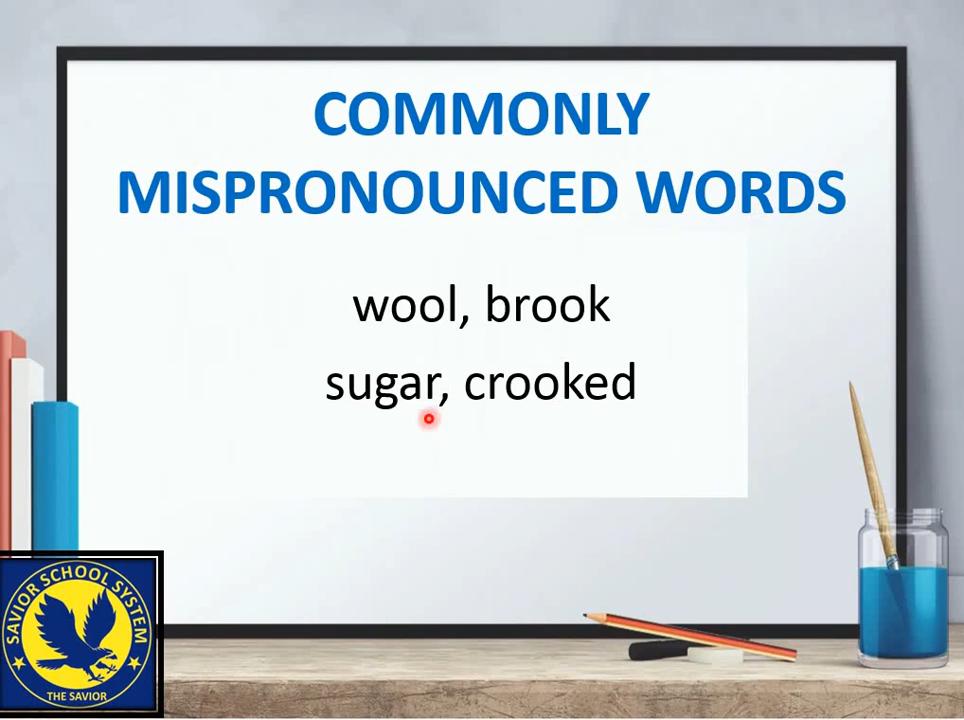 COMMONLY
MISPRONOUNCED WORDS
wool, brook
sugar, crooked
SAVIOR SCHOOL SYSTEM
THE SAVIOR